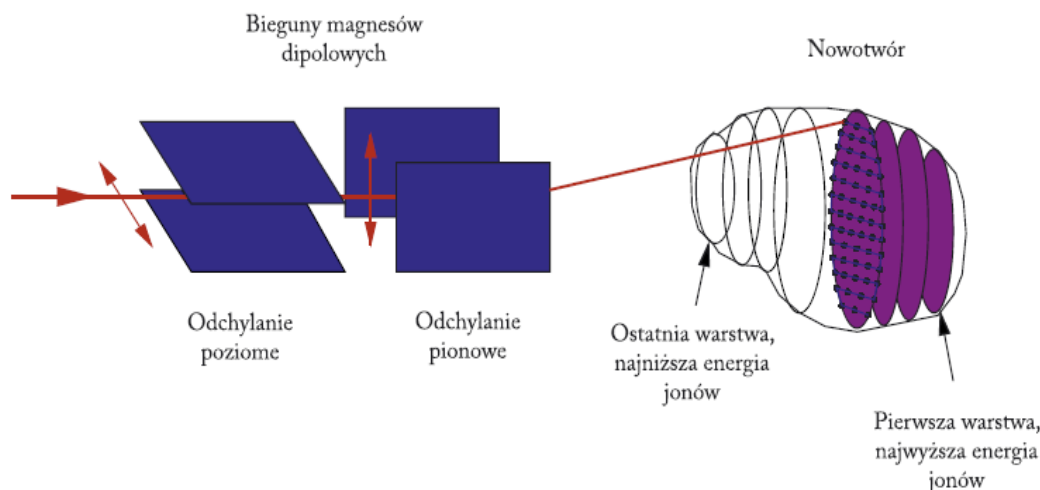 Bieguny magnesów
dipolowych
Nowotwór
Odchylanie
poziome
Odchylanie
pionowe
Ostatnia warstwa,
najniższa energia
jonów
Pierwsza warstwa,
najwyższa energia
jonów